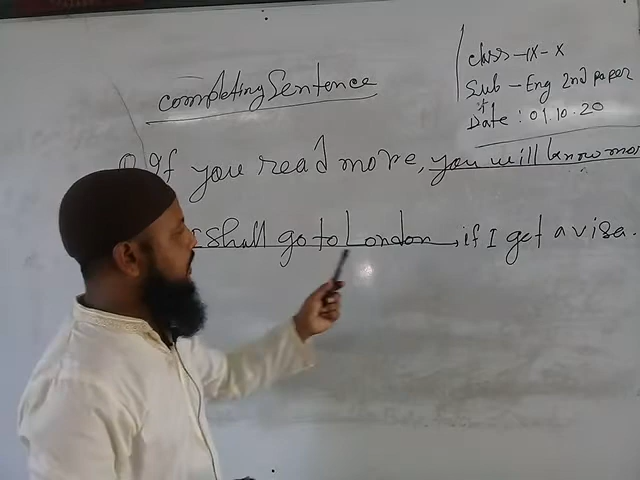 Class - IX - X
Sub - Eng 2nd paper
Date : 01.10.20
Completing Sentence
If you read more, you will know more
shall go to London, if I get a visa.